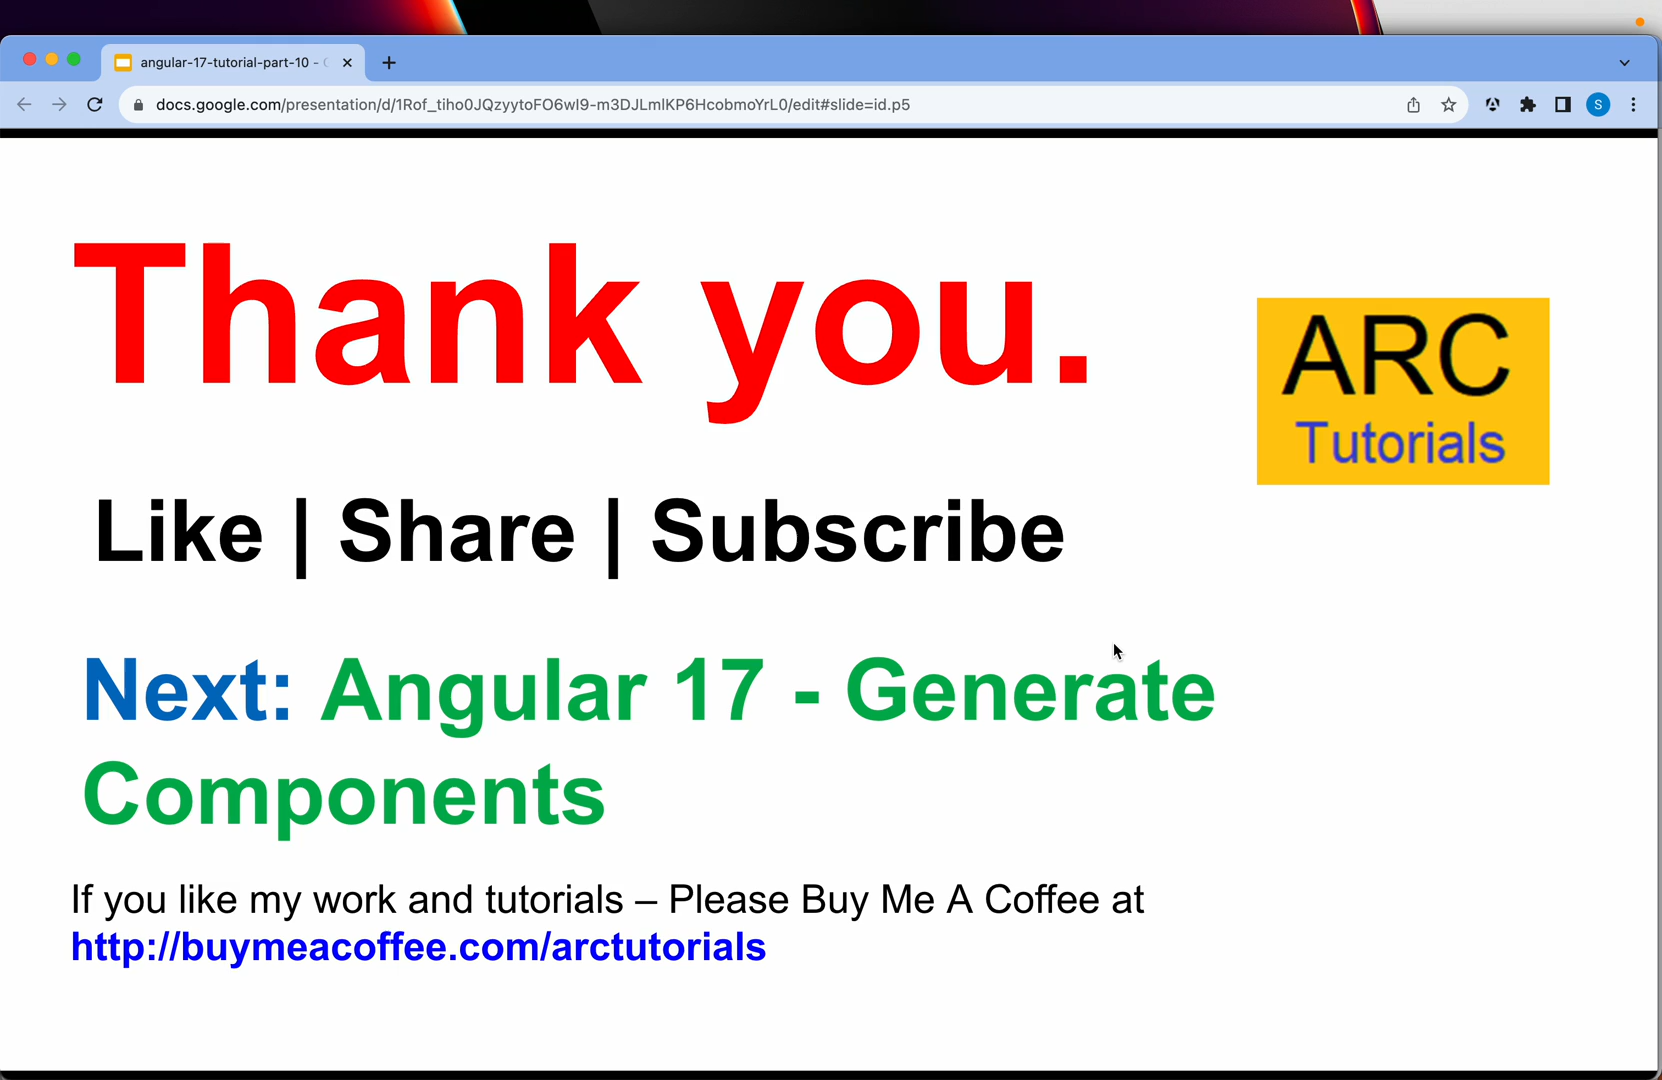 angular-17-tutorial-part-10 -
docs.google.com/presentation/d/1Rof_tiho0JQzyytoFO6wI9-m3DJLmlKP6HcobmoYrL0/edit#slide=id.p5
S
Thank you.
ARC
Tutorials
Like | Share | Subscribe
Next: Angular 17 - Generate
Components
If you like my work and tutorials – Please Buy Me A Coffee at
http://buymeacoffee.com/arctutorials